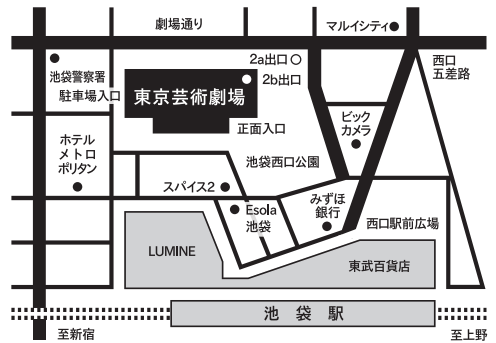 劇場通り
マルイシティ
2a出口
西口
五差路
池袋警察署
2b出口
駐車場入口
東京芸術劇場
正面入口
ビック
カメラ
ホテル
メトロ
ポリタン
池袋西口公園
スパイス2
Esola
池袋
みずほ
銀行
西口駅前広場
LUMINE
東武百貨店
池袋駅
至新宿
至上野